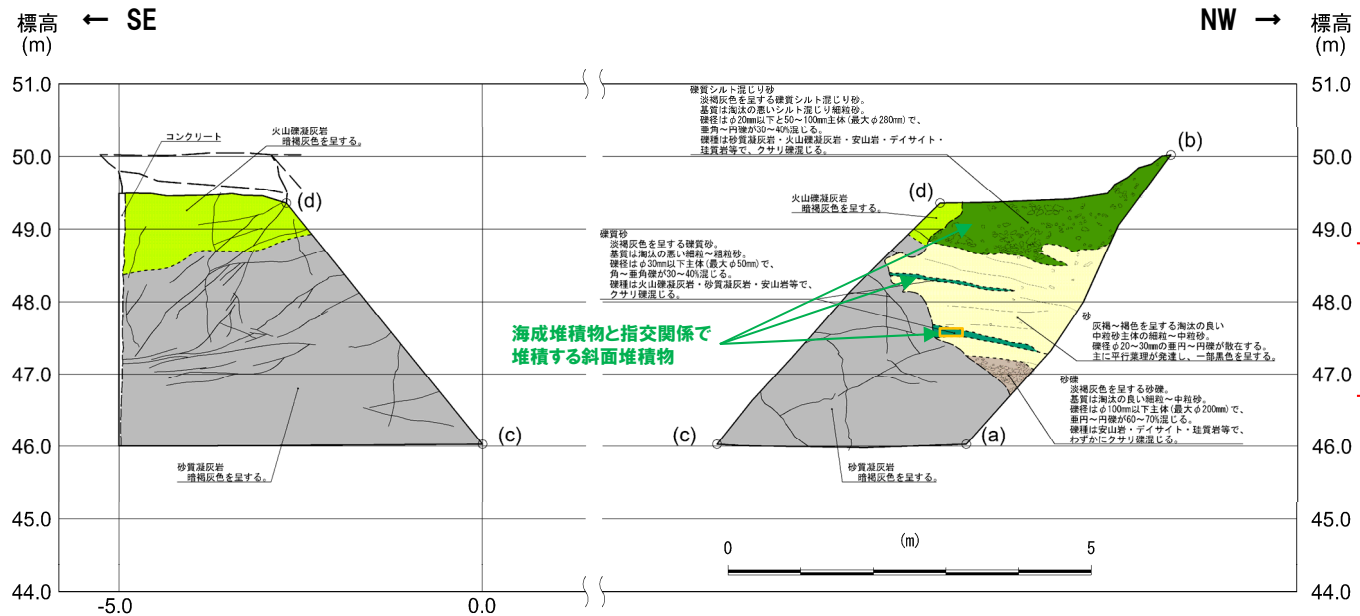 標高
(m)
← SE
NW →
標高
(m)
51.0
50.0
49.0
48.0
47.0
46.0
45.0
44.0
-5.0
0.0
コンクリート
火山礫凝灰岩
暗褐灰色を呈する。
(d)
(c)
砂質凝灰岩
暗褐灰色を呈する。
礫質シルト混じり砂
淡褐灰色を呈する礫質シルト混じり砂。
基質は淘汰の悪いシルト混じり細粒砂。
礫径はφ20mm以下と50～100mm主体(最大φ280mm)で、
亜角～円礫が30～40%混じる。
礫種は砂質凝灰岩・火山礫凝灰岩・安山岩・デイサイト・
珪質岩等で、クサリ礫混じる。
(b)
(d)
火山礫凝灰岩
暗褐灰色を呈する。
礫質砂
淡褐灰色を呈する礫質砂。
基質は淘汰の悪い細粒～粗粒砂。
礫径はφ30mm以下主体(最大φ50mm)で、
角～亜角礫が30～40%混じる。
礫種は火山礫凝灰岩・砂質凝灰岩・安山岩等で、
クサリ礫混じる。
海成堆積物と指交関係で
堆積する斜面堆積物
砂
灰褐～褐色を呈する淘汰の良い
中粒砂主体の細粒～中粒砂。
礫径φ20～30mmの亜円～円礫が散在する。
主に平行葉理が発達し、一部黒色を呈する。
砂礫
淡褐灰色を呈する砂礫。
基質は淘汰の良い細粒～中粒砂。
礫径はφ100mm以下主体(最大φ200mm)で、
亜円～円礫が60～70%混じる。
礫種は安山岩・デイサイト・珪質岩等で、
わずかにクサリ礫混じる。
(c)
(a)
砂質凝灰岩
暗褐灰色を呈する。
0
(m)
5
51.0
50.0
49.0
48.0
47.0
46.0
45.0
44.0